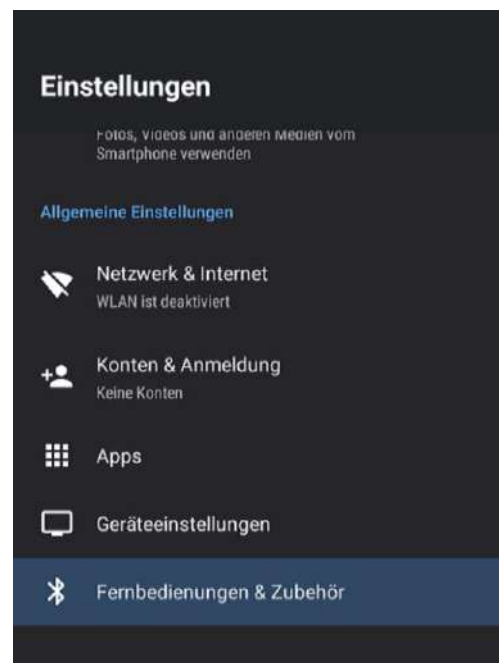 Einstellungen
Fotos, Videos und anderen Medien vom
Smartphone verwenden
Allgemeine Einstellungen
Netzwerk & Internet
WLAN ist deaktiviert
Konten & Anmeldung
Keine Konten
Apps
Geräteeinstellungen
Fernbedienungen & Zubehör